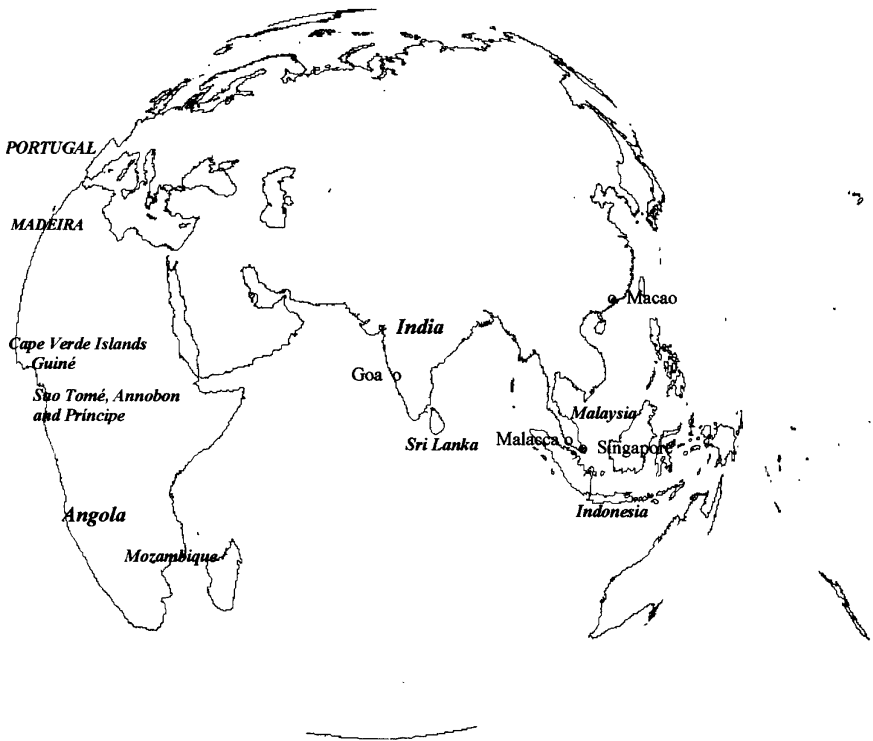 PORTUGAL
MADEIRA
Macao
India
Cape Verde Islands
Guiné
Goa
Sao Tomé, Annobon
and Príncipe
Malaysia
Sri Lanka
Malacca
Singapore
Angola
Indonesia
Mozambique